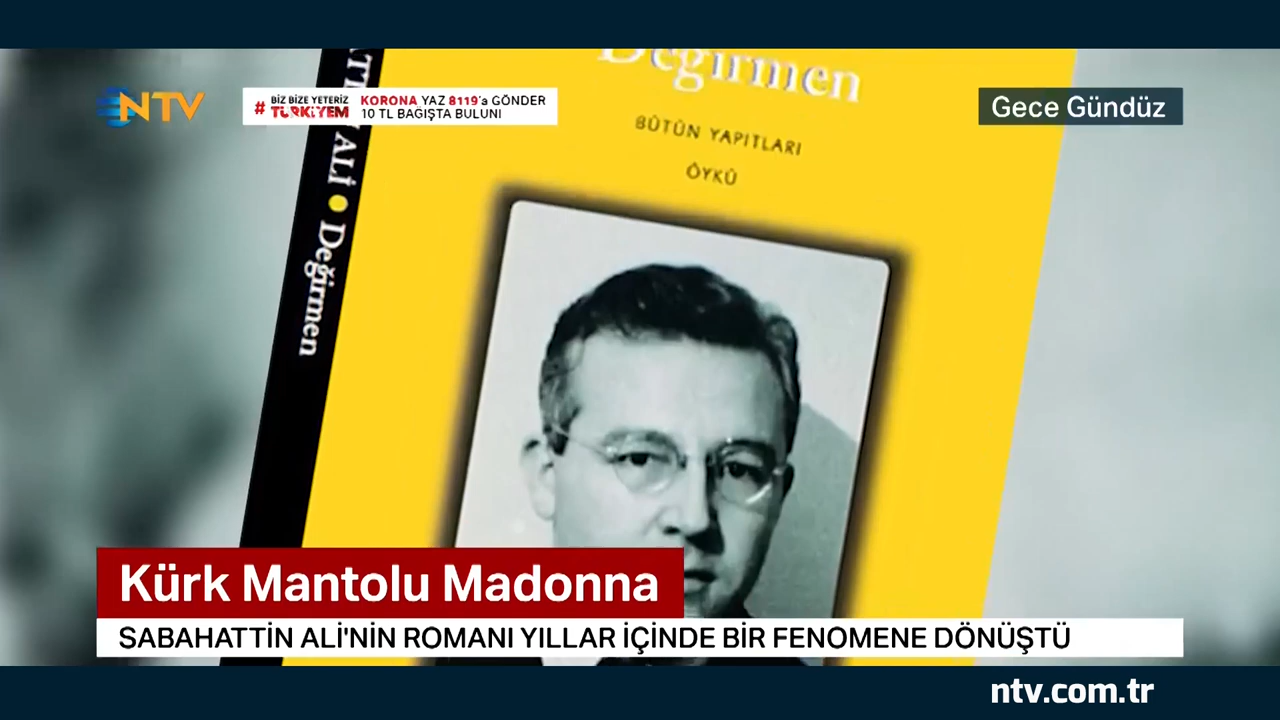 NTV
# BİZ BİZE YETERİZ TÜRKİYEM
KORONA YAZ 8119'a GÖNDER
10 TL BAĞIŞTA BULUN!
Gece Gündüz
Değirmen
BÜTÜN YAPITLARI
ÖYKÜ
ALİ • Değirmen
Kürk Mantolu Madonna
SABAHATTİN ALİ'NİN ROMANI YILLAR İÇİNDE BİR FENOMENE DÖNÜŞTÜ
ntv.com.tr